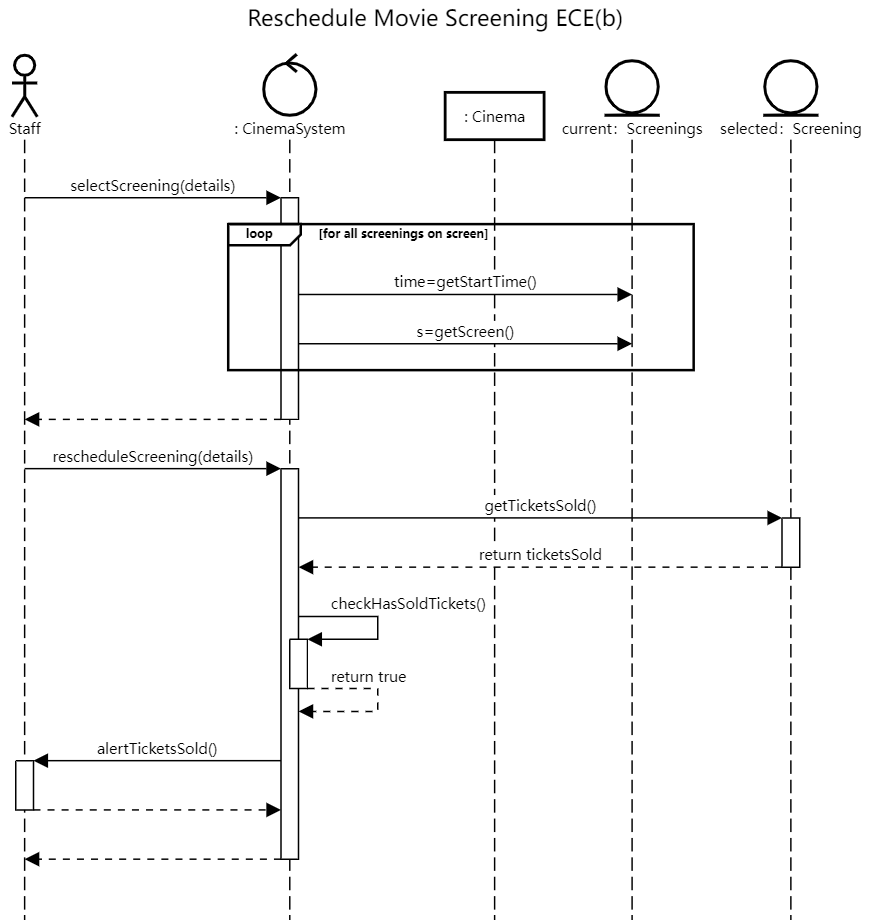 Reschedule Movie Screening ECE(b)
Staff
: CinemaSystem
: Cinema
current: Screenings
selected: Screening
selectScreening(details)
loop
[for all screenings on screen]
time=getStartTime()
s=getScreen()
rescheduleScreening(details)
getTicketsSold()
return ticketsSold
checkHasSoldTickets()
return true
alertTicketsSold()